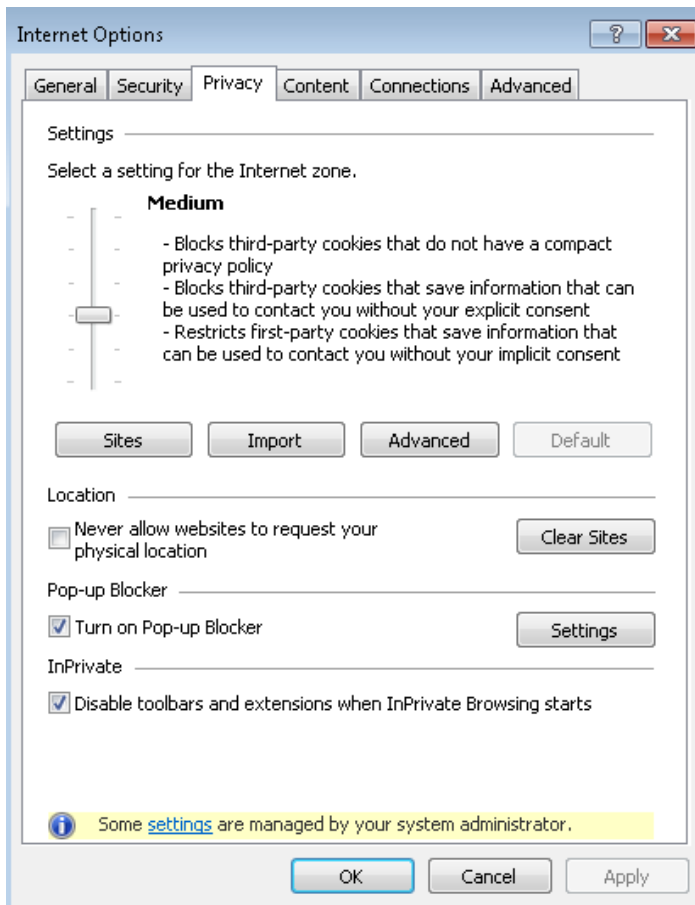 Internet Options
General Security Privacy Content Connections Advanced
Settings
Select a setting for the Internet zone.
Medium
- Blocks third-party cookies that do not have a compact
privacy policy
- Blocks third-party cookies that save information that can
be used to contact you without your explicit consent
- Restricts first-party cookies that save information that
can be used to contact you without your implicit consent
Sites Import Advanced Default
Location
Never allow websites to request your
physical location
Clear Sites
Pop-up Blocker
Turn on Pop-up Blocker
Settings
InPrivate
Disable toolbars and extensions when InPrivate Browsing starts
Some settings are managed by your system administrator.
OK Cancel Apply